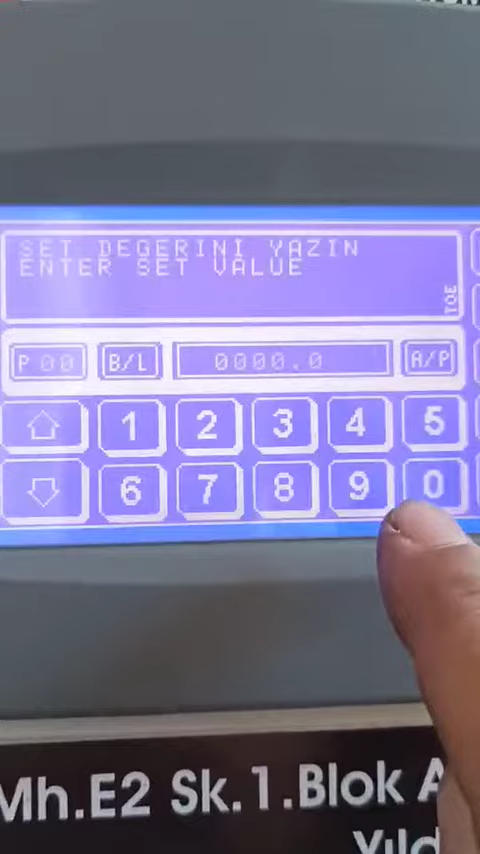 SET DEGERINI YAZIN
ENTER SET VALUE
TOE
P 00 B/L 0000.0 A/P
1 2 3 4 5
6 7 8 9 0
Mh.E2 Sk.1.Blok A
Yıld